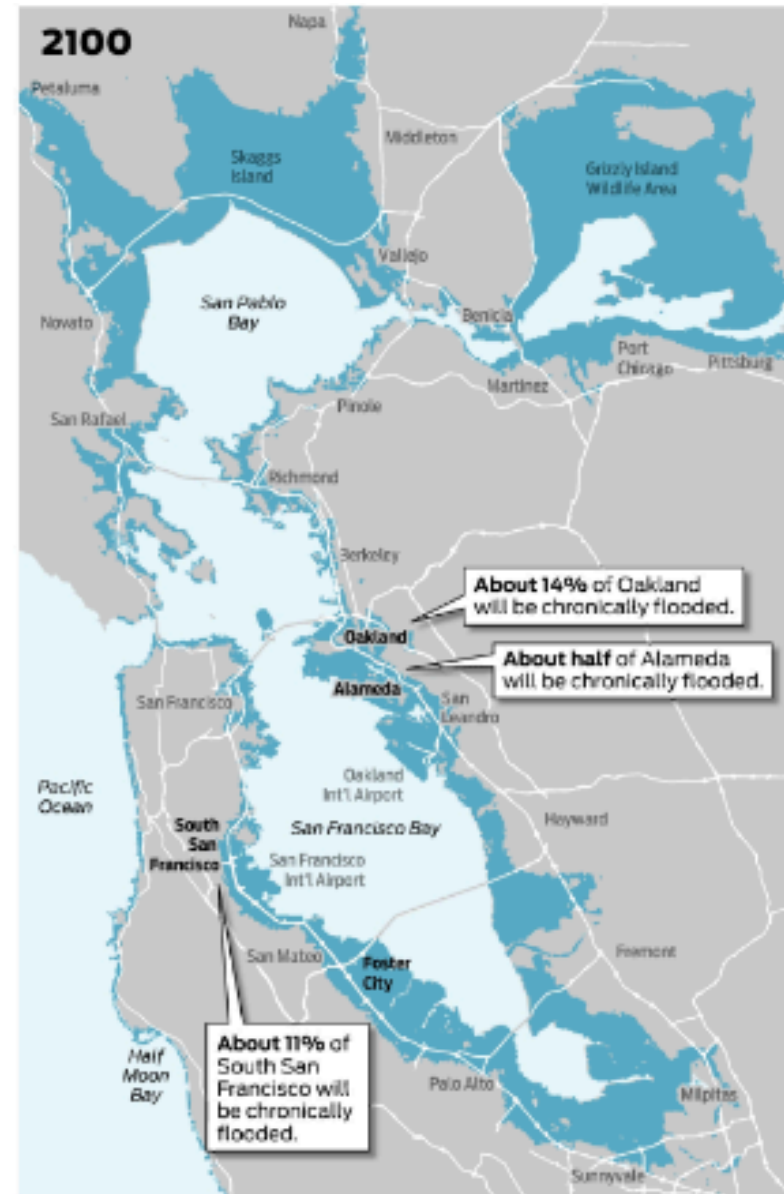 2100
Napa
Petaluma
Middleton
Skaggs
Island
Grizzly Island
Wildlife Area
Vallejo
San Pablo
Bay
Novato
Benicia
Port
Chicago
Pittsburg
Martinez
Pinole
San Rafael
Richmond
Berkeley
About 14% of Oakland
will be chronically flooded.
Oakland
About half of Alameda
will be chronically flooded.
Alameda
San Francisco
San
Leandro
Oakland
Int'l Airport
Pacific
Ocean
San Francisco Bay
Hayward
South
San
Francisco
San Francisco
Int'l Airport
San Mateo
Foster
City
Fremont
About 11% of
South San
Francisco will
be chronically
flooded.
Half
Moon
Bay
Palo Alto
Milpitas
Sunnyvale